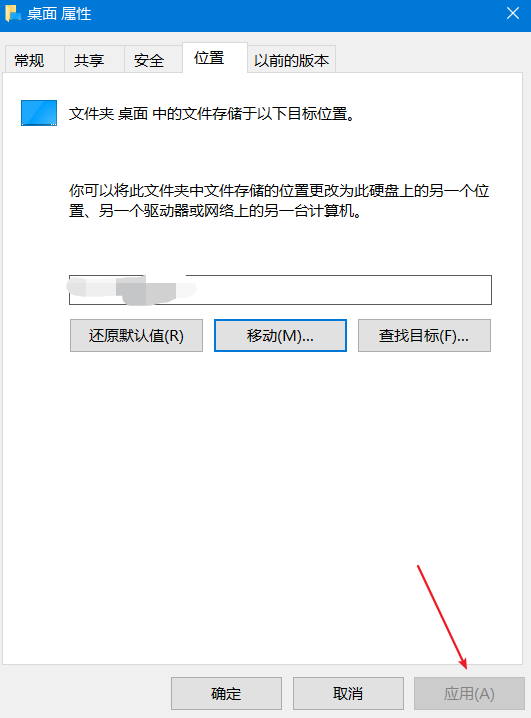 桌面 属性
常规 共享 安全 位置 以前的版本
文件夹 桌面 中的文件存储于以下目标位置。
你可以将此文件夹中文件存储的位置更改为此硬盘上的另一个位
置、另一个驱动器或网络上的另一台计算机。
还原默认值(R) 移动(M)... 查找目标(F)...
确定 取消 应用(A)